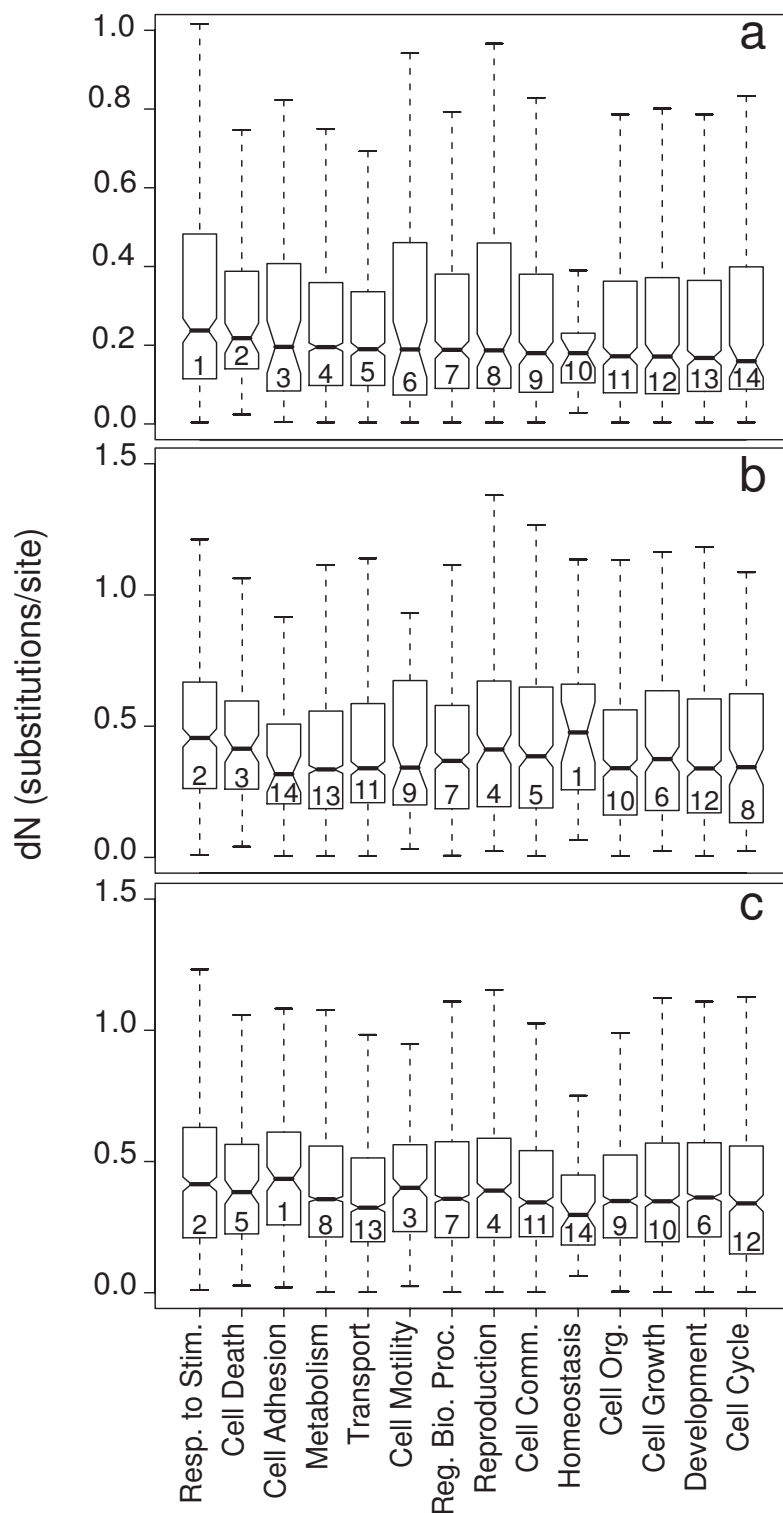 a
1.0
0.8
0.6
0.4
0.2
0.0
1 2 3 4 5 6 7 8 9 10 11 12 13 14
b
1.5
1.0
0.5
0.0
2 3 14 13 11 9 7 4 5 1 10 6 12 8
dN (substitutions/site)
c
1.5
1.0
0.5
0.0
2 5 1 8 13 3 7 4 11 14 9 10 6 12
Resp. to Stim.
Cell Death
Cell Adhesion
Metabolism
Transport
Cell Motility
Reg. Bio. Proc.
Reproduction
Cell Comm.
Homeostasis
Cell Org.
Cell Growth
Development
Cell Cycle